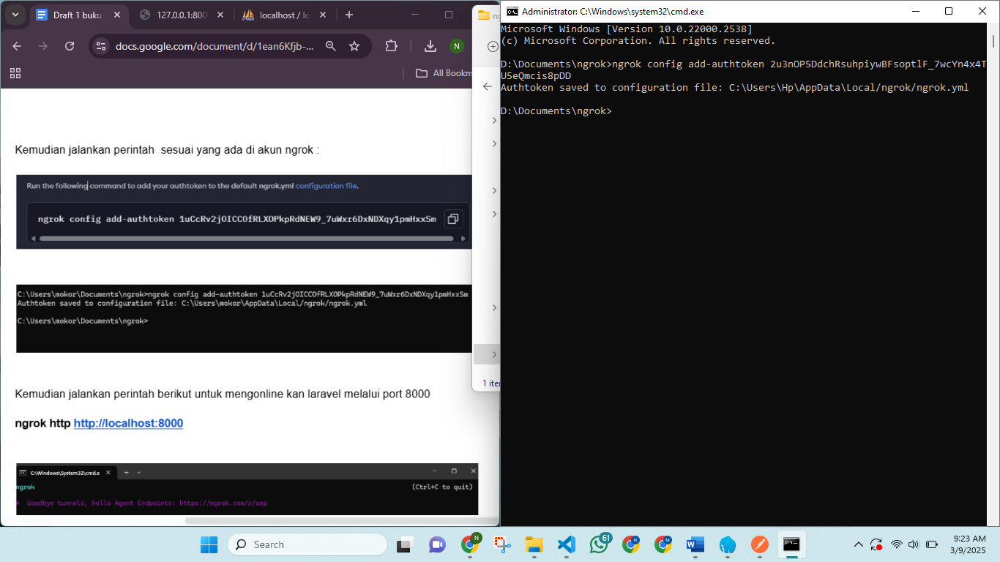 Draft 1 buku
127.0.0.1:800
localhost / lo
docs.google.com/document/d/1ean6Kfjb-...
N
All Bookm
Kemudian jalankan perintah sesuai yang ada di akun ngrok :
Run the following command to add your authtoken to the default ngrok.yml configuration file.
ngrok config add-authtoken 1uCcRv2jOICCOfRLXOPkpRdNEW9_7uWxr6DxNDXqy1pmHxxSm
C:\Users\mokor\Documents\ngrok>ngrok config add-authtoken 1uCcRv2jOICCOfRLXOPkpRdNEW9_7uWxr6DxNDXqy1pmHxxSm
Authtoken saved to configuration file: C:\Users\mokor\AppData\Local/ngrok/ngrok.yml
C:\Users\mokor\Documents\ngrok>
Kemudian jalankan perintah berikut untuk mengonline kan laravel melalui port 8000
ngrok http http://localhost:8000
C:\Windows\System32\cmd.e
ngrok (Ctrl+C to quit)
Goodbye tunnels, hello Agent Endpoints: https://ngrok.com/r/aep
ng
1 iter
Administrator: C:\Windows\system32\cmd.exe
Microsoft Windows [Version 10.0.22000.2538]
(c) Microsoft Corporation. All rights reserved.
D:\Documents\ngrok>ngrok config add-authtoken 2u3nOP5DdchRsuhpiywBFsoptlF_7wcYn4x4T
U5eQmcis8pDD
Authtoken saved to configuration file: C:\Users\Hp\AppData\Local/ngrok/ngrok.yml
D:\Documents\ngrok>
Search
N
61
N
N
9:23 AM
3/9/2025